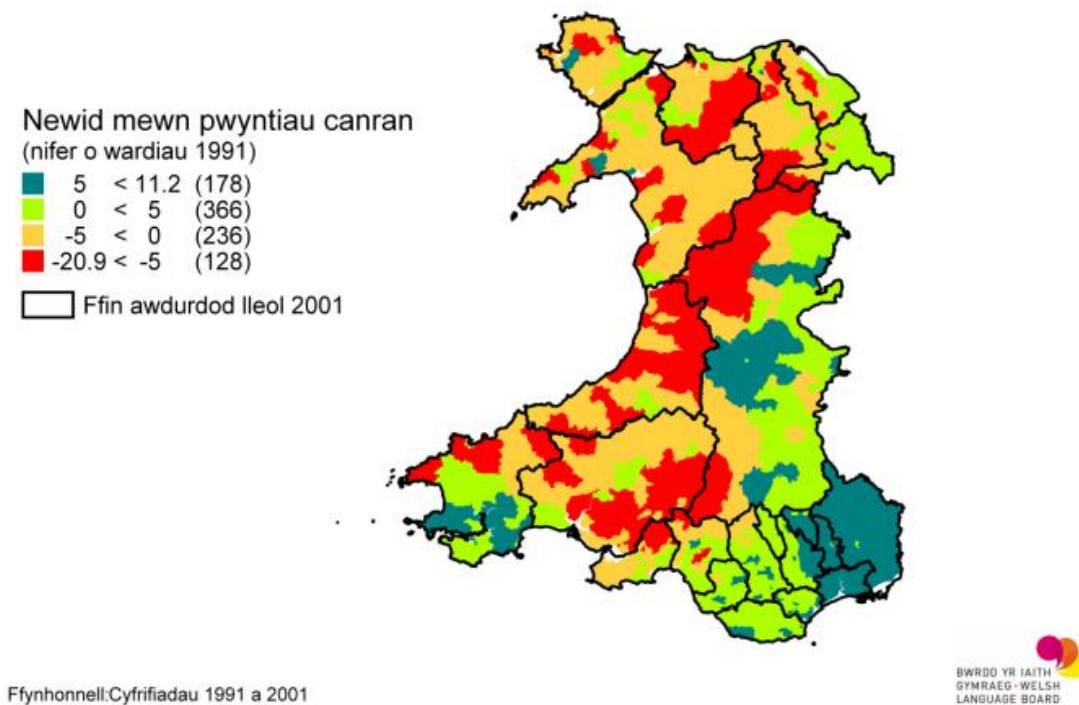 Newid mewn pwyntiau canran
(nifer o wardiau 1991)
5 < 11.2 (178)
0 < 5 (366)
-5 < 0 (236)
-20.9 < -5 (128)
Ffin awdurdod lleol 2001
Ffynhonnell:Cyfrifiadau 1991 a 2001
BWRDD YR IAITH
GYMRAEG • WELSH
LANGUAGE BOARD